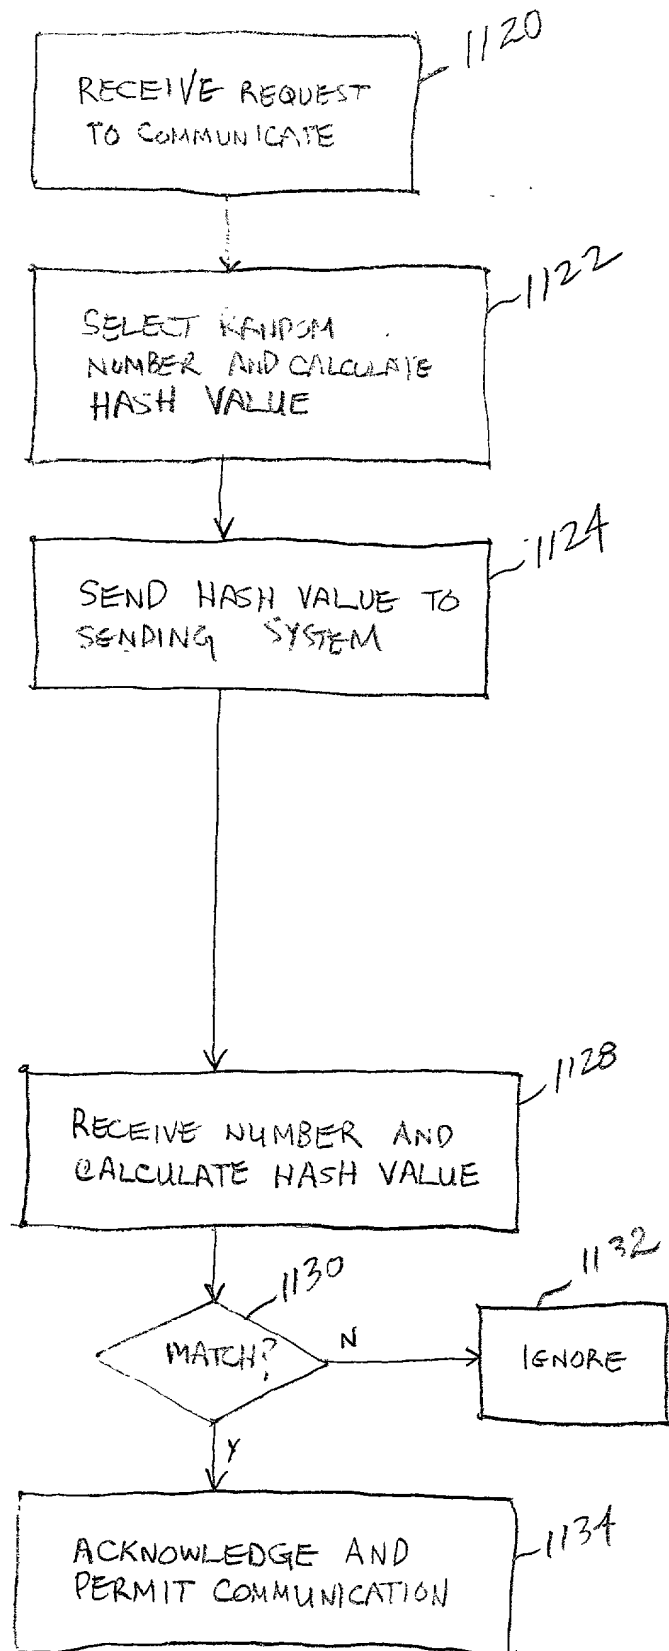 1120
RECEIVE REQUEST
TO COMMUNICATE
1122
SELECT RANDOM
NUMBER AND CALCULATE
HASH VALUE
1124
SEND HASH VALUE TO
SENDING SYSTEM
1128
RECEIVE NUMBER AND
CALCULATE HASH VALUE
1130
1132
MATCH?
N
IGNORE
Y
1134
ACKNOWLEDGE AND
PERMIT COMMUNICATION